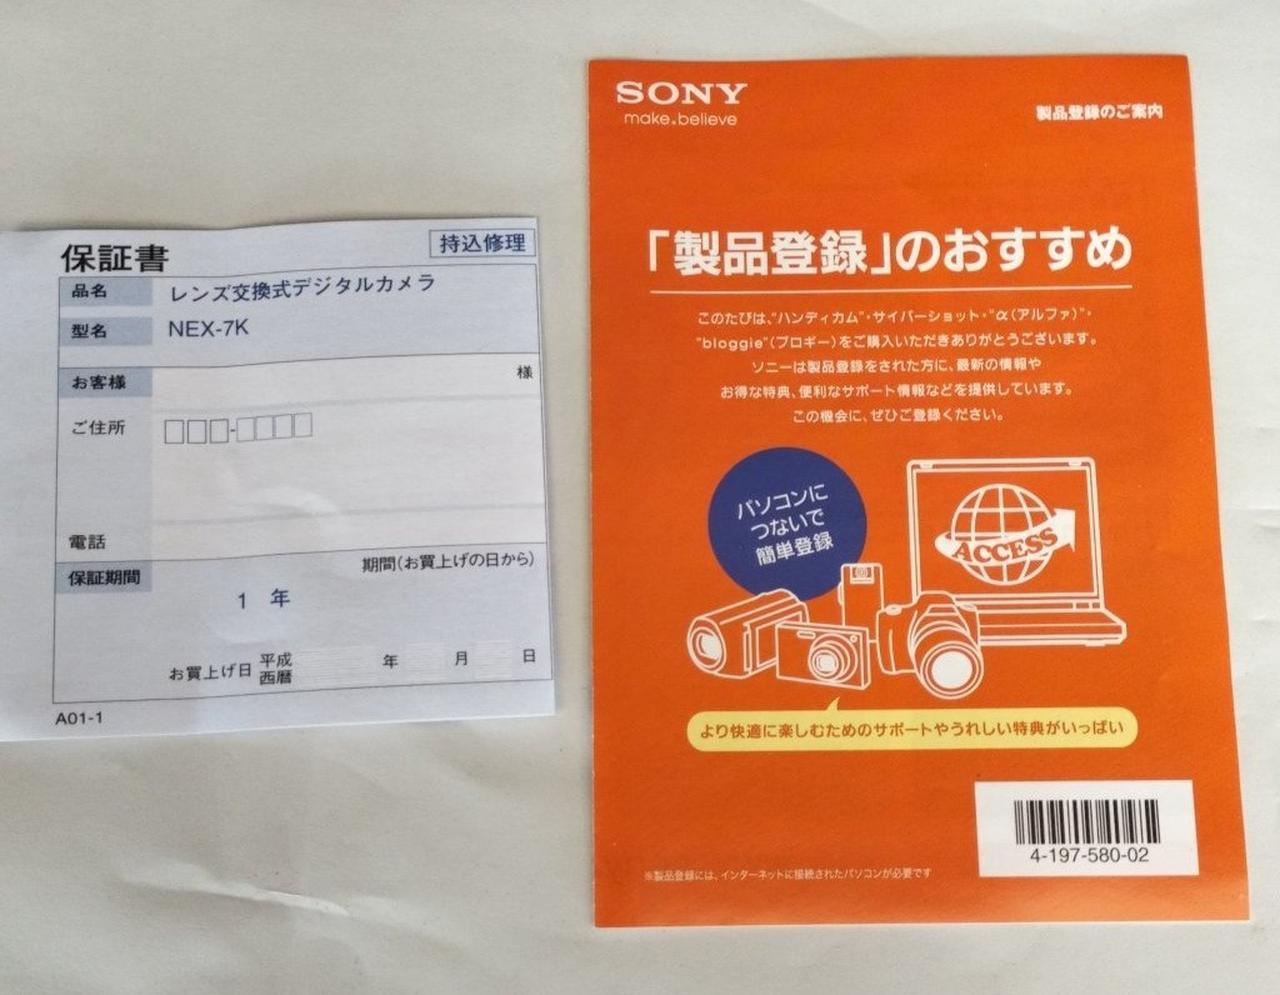 保証書
持込修理
品名 レンズ交換式デジタルカメラ
型名 NEX-7K
お客様 様
ご住所 □□□-□□□□
電話
保証期間 期間(お買上げの日から)
1 年
お買上げ日 平成 西暦 年 月 日
A01-1
SONY
make.believe
製品登録のご案内
「製品登録」のおすすめ
このたびは、“ハンディカム”・サイバーショット・“α(アルファ)”・
“bloggie”(ブロギー)をご購入いただきありがとうございます。
ソニーは製品登録をされた方に、最新の情報や
お得な特典、便利なサポート情報などを提供しています。
この機会に、ぜひご登録ください。
パソコンに
つないで
簡単登録
ACCESS
より快適に楽しむためのサポートやうれしい特典がいっぱい
4-197-580-02
※製品登録には、インターネットに接続されたパソコンが必要です